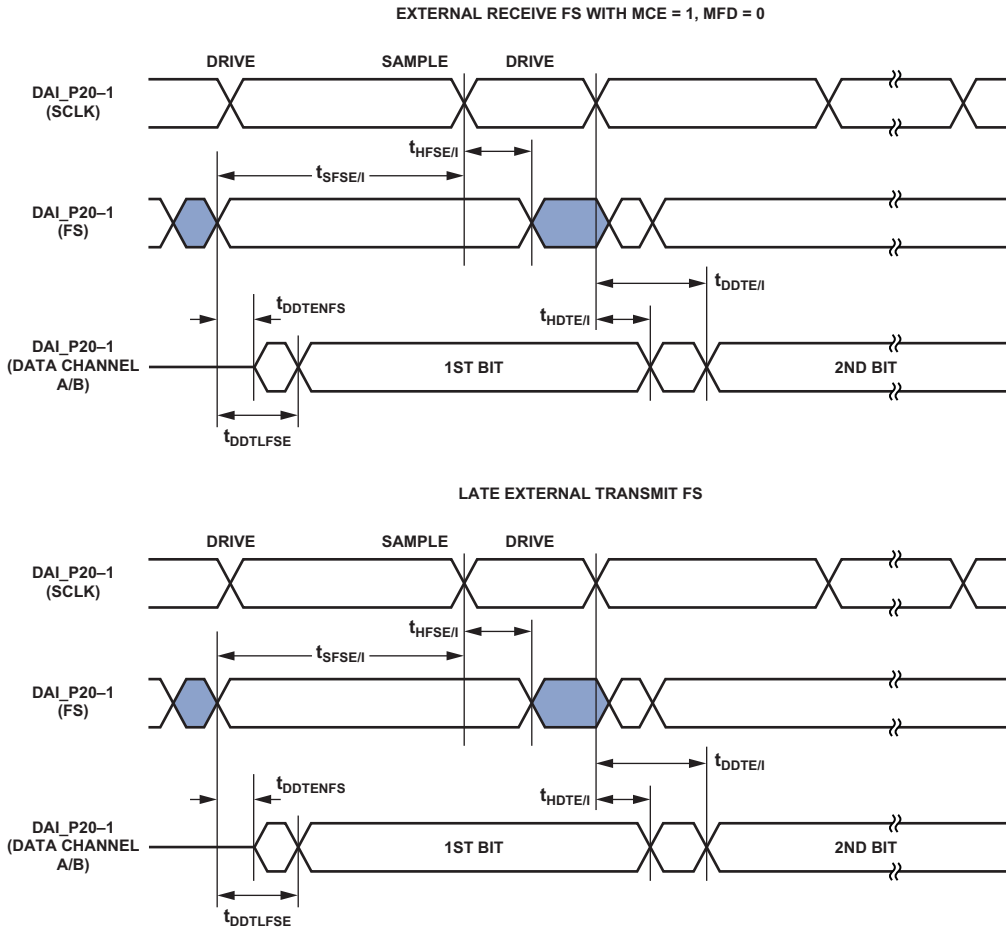 EXTERNAL RECEIVE FS WITH MCE = 1, MFD = 0
DRIVE SAMPLE DRIVE
DAI_P20–1
(SCLK)
tHFSE/I
tSFSE/I
DAI_P20–1
(FS)
tDDTE/I
tDDTENFS
tHDTE/I
DAI_P20–1
(DATA CHANNEL
A/B)
1ST BIT 2ND BIT
tDDTLFSE
LATE EXTERNAL TRANSMIT FS
DRIVE SAMPLE DRIVE
DAI_P20–1
(SCLK)
tHFSE/I
tSFSE/I
DAI_P20–1
(FS)
tDDTE/I
tDDTENFS
tHDTE/I
DAI_P20–1
(DATA CHANNEL
A/B)
1ST BIT 2ND BIT
tDDTLFSE